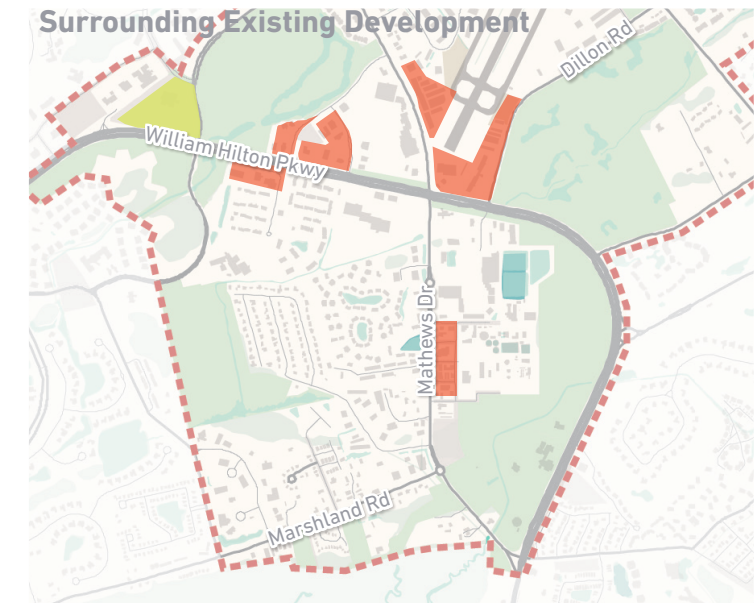 Surrounding Existing Development
Dillon Rd
William Hilton Pkwy
Mathews Dr
Marshland Rd